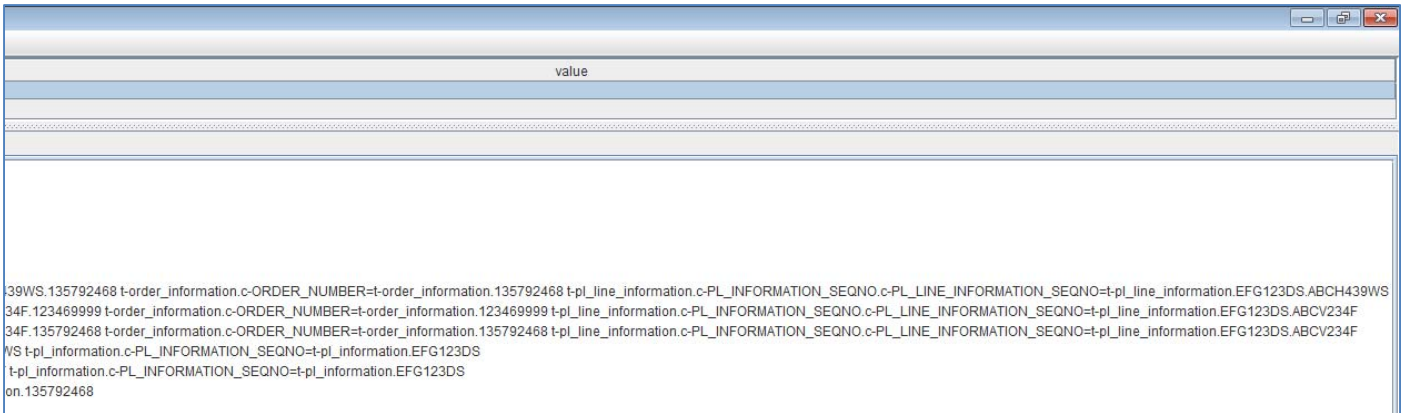 value
39WS.135792468 t-order_information.c-ORDER_NUMBER=t-order_information.135792468 t-pl_line_information.c-PL_INFORMATION_SEQNO.c-PL_LINE_INFORMATION_SEQNO=t-pl_line_information.EFG123DS.ABCH439WS
34F.123469999 t-order_information.c-ORDER_NUMBER=t-order_information.123469999 t-pl_line_information.c-PL_INFORMATION_SEQNO.c-PL_LINE_INFORMATION_SEQNO=t-pl_line_information.EFG123DS.ABCV234F
34F.135792468 t-order_information.c-ORDER_NUMBER=t-order_information.135792468 t-pl_line_information.c-PL_INFORMATION_SEQNO.c-PL_LINE_INFORMATION_SEQNO=t-pl_line_information.EFG123DS.ABCV234F
WS t-pl_information.c-PL_INFORMATION_SEQNO=t-pl_information.EFG123DS
t-pl_information.c-PL_INFORMATION_SEQNO=t-pl_information.EFG123DS
on.135792468